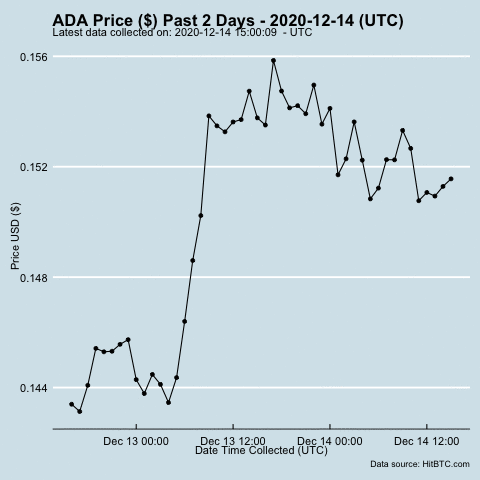 ADA Price ($) Past 2 Days - 2020-12-14 (UTC)
Latest data collected on: 2020-12-14 15:00:09 - UTC
0.156
0.152
0.148
0.144
Price USD ($)
Dec 13 00:00 Dec 13 12:00 Dec 14 00:00 Dec 14 12:00
Date Time Collected (UTC)
Data source: HitBTC.com